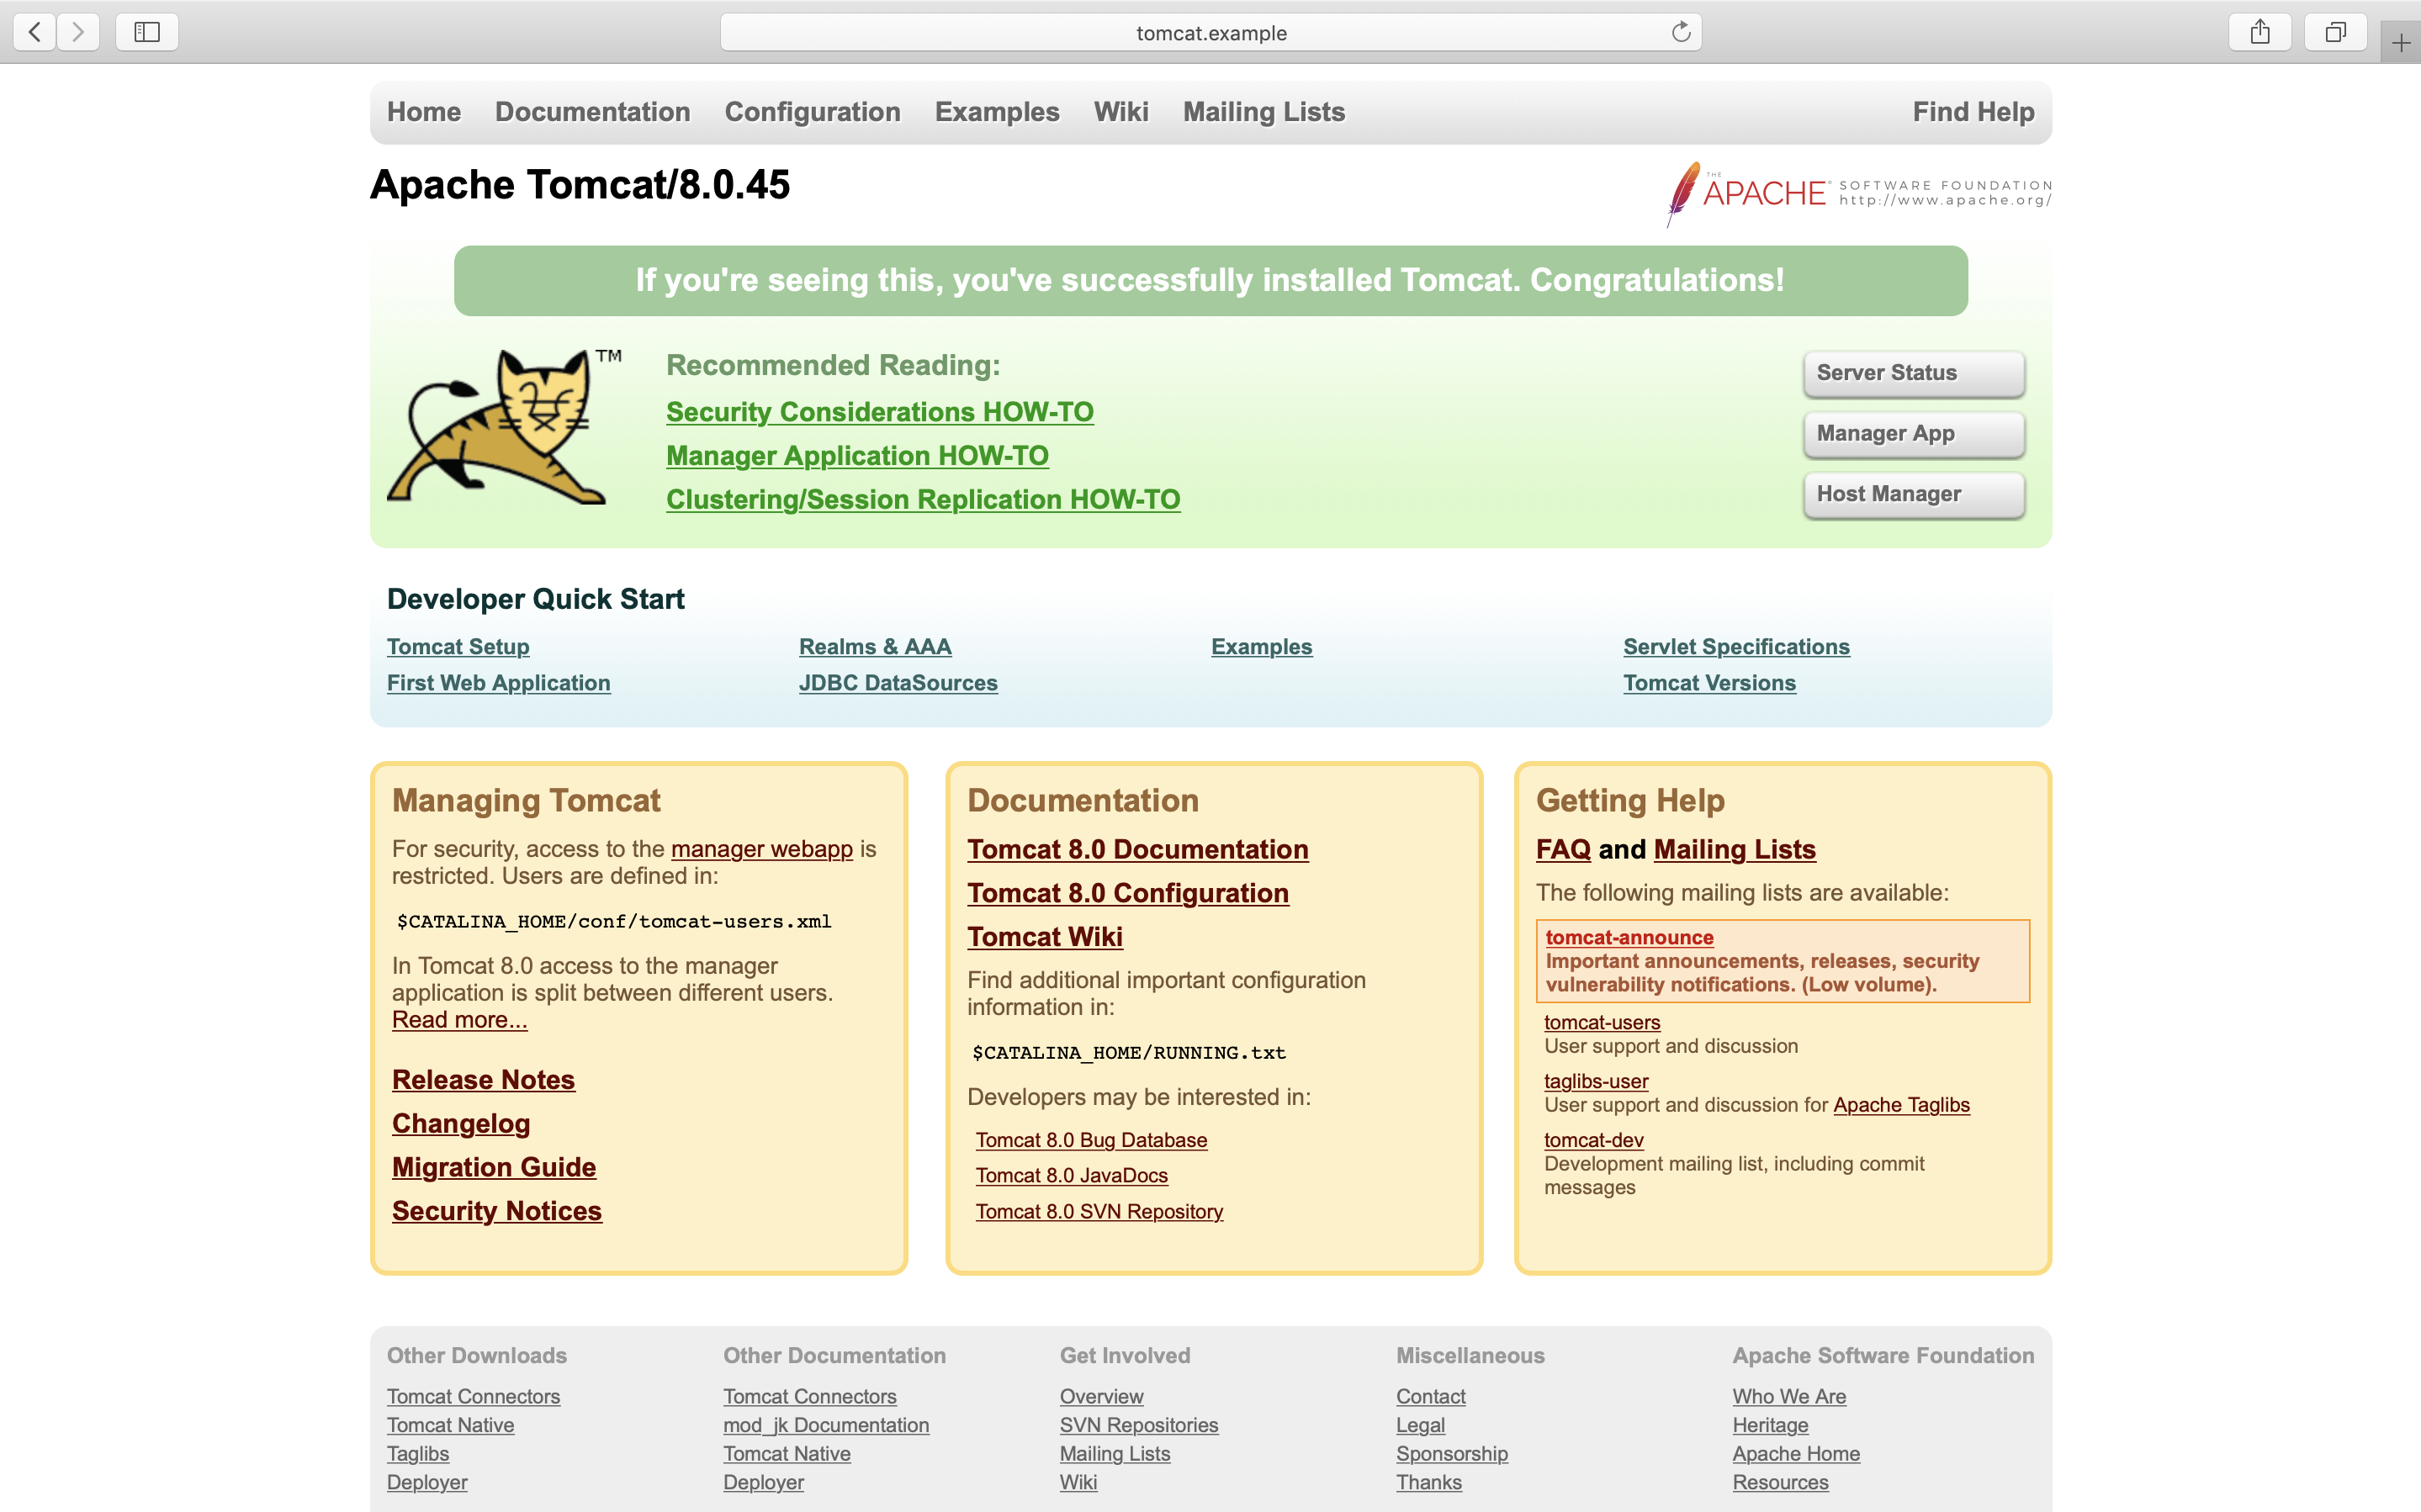 tomcat.example
Home Documentation Configuration Examples Wiki Mailing Lists Find Help
Apache Tomcat/8.0.45
THE APACHE® SOFTWARE FOUNDATION
http://www.apache.org/
If you're seeing this, you've successfully installed Tomcat. Congratulations!
TM
Recommended Reading:
Security Considerations HOW-TO
Manager Application HOW-TO
Clustering/Session Replication HOW-TO
Server Status
Manager App
Host Manager
Developer Quick Start
Tomcat Setup
First Web Application
Realms & AAA
JDBC DataSources
Examples
Servlet Specifications
Tomcat Versions
Managing Tomcat
For security, access to the manager webapp is
restricted. Users are defined in:
$CATALINA_HOME/conf/tomcat-users.xml
In Tomcat 8.0 access to the manager
application is split between different users.
Read more...
Release Notes
Changelog
Migration Guide
Security Notices
Documentation
Tomcat 8.0 Documentation
Tomcat 8.0 Configuration
Tomcat Wiki
Find additional important configuration
information in:
$CATALINA_HOME/RUNNING.txt
Developers may be interested in:
Tomcat 8.0 Bug Database
Tomcat 8.0 JavaDocs
Tomcat 8.0 SVN Repository
Getting Help
FAQ and Mailing Lists
The following mailing lists are available:
tomcat-announce
Important announcements, releases, security
vulnerability notifications. (Low volume).
tomcat-users
User support and discussion
taglibs-user
User support and discussion for Apache Taglibs
tomcat-dev
Development mailing list, including commit
messages
Other Downloads
Tomcat Connectors
Tomcat Native
Taglibs
Deployer
Other Documentation
Tomcat Connectors
mod_jk Documentation
Tomcat Native
Deployer
Get Involved
Overview
SVN Repositories
Mailing Lists
Wiki
Miscellaneous
Contact
Legal
Sponsorship
Thanks
Apache Software Foundation
Who We Are
Heritage
Apache Home
Resources